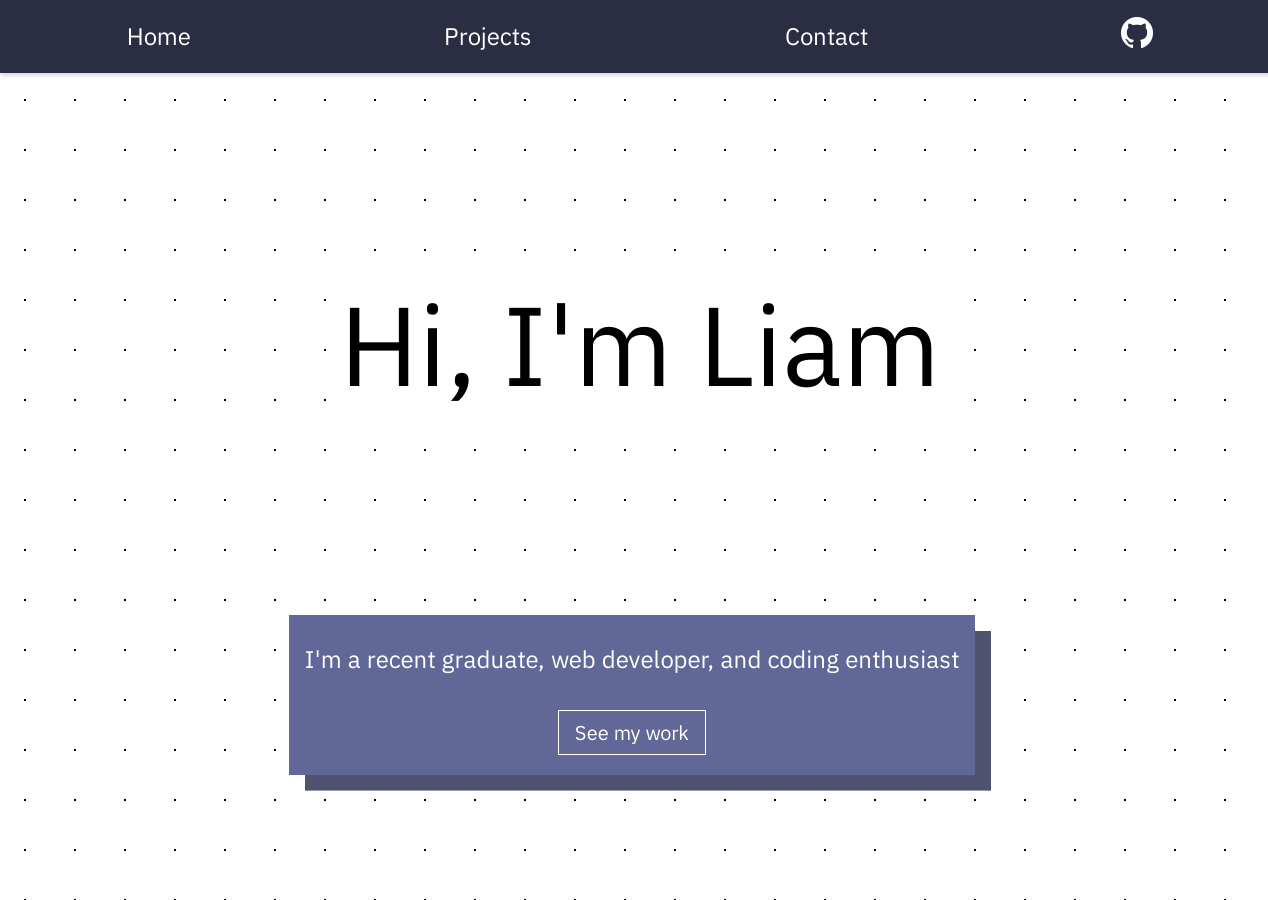 Home
Projects
Contact
Hi, I'm Liam
I'm a recent graduate, web developer, and coding enthusiast
See my work